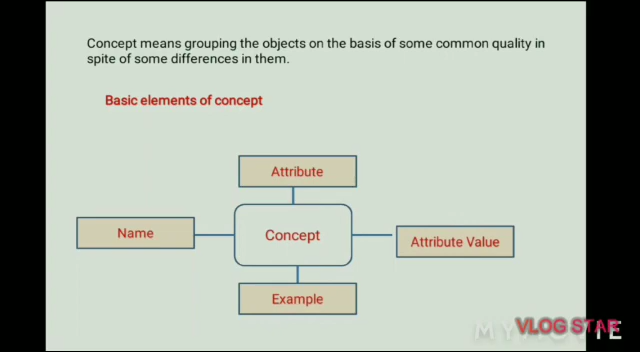 Concept means grouping the objects on the basis of some common quality in
spite of some differences in them.
Basic elements of concept
Attribute
Name
Concept
Attribute Value
Example
VLOG STAR